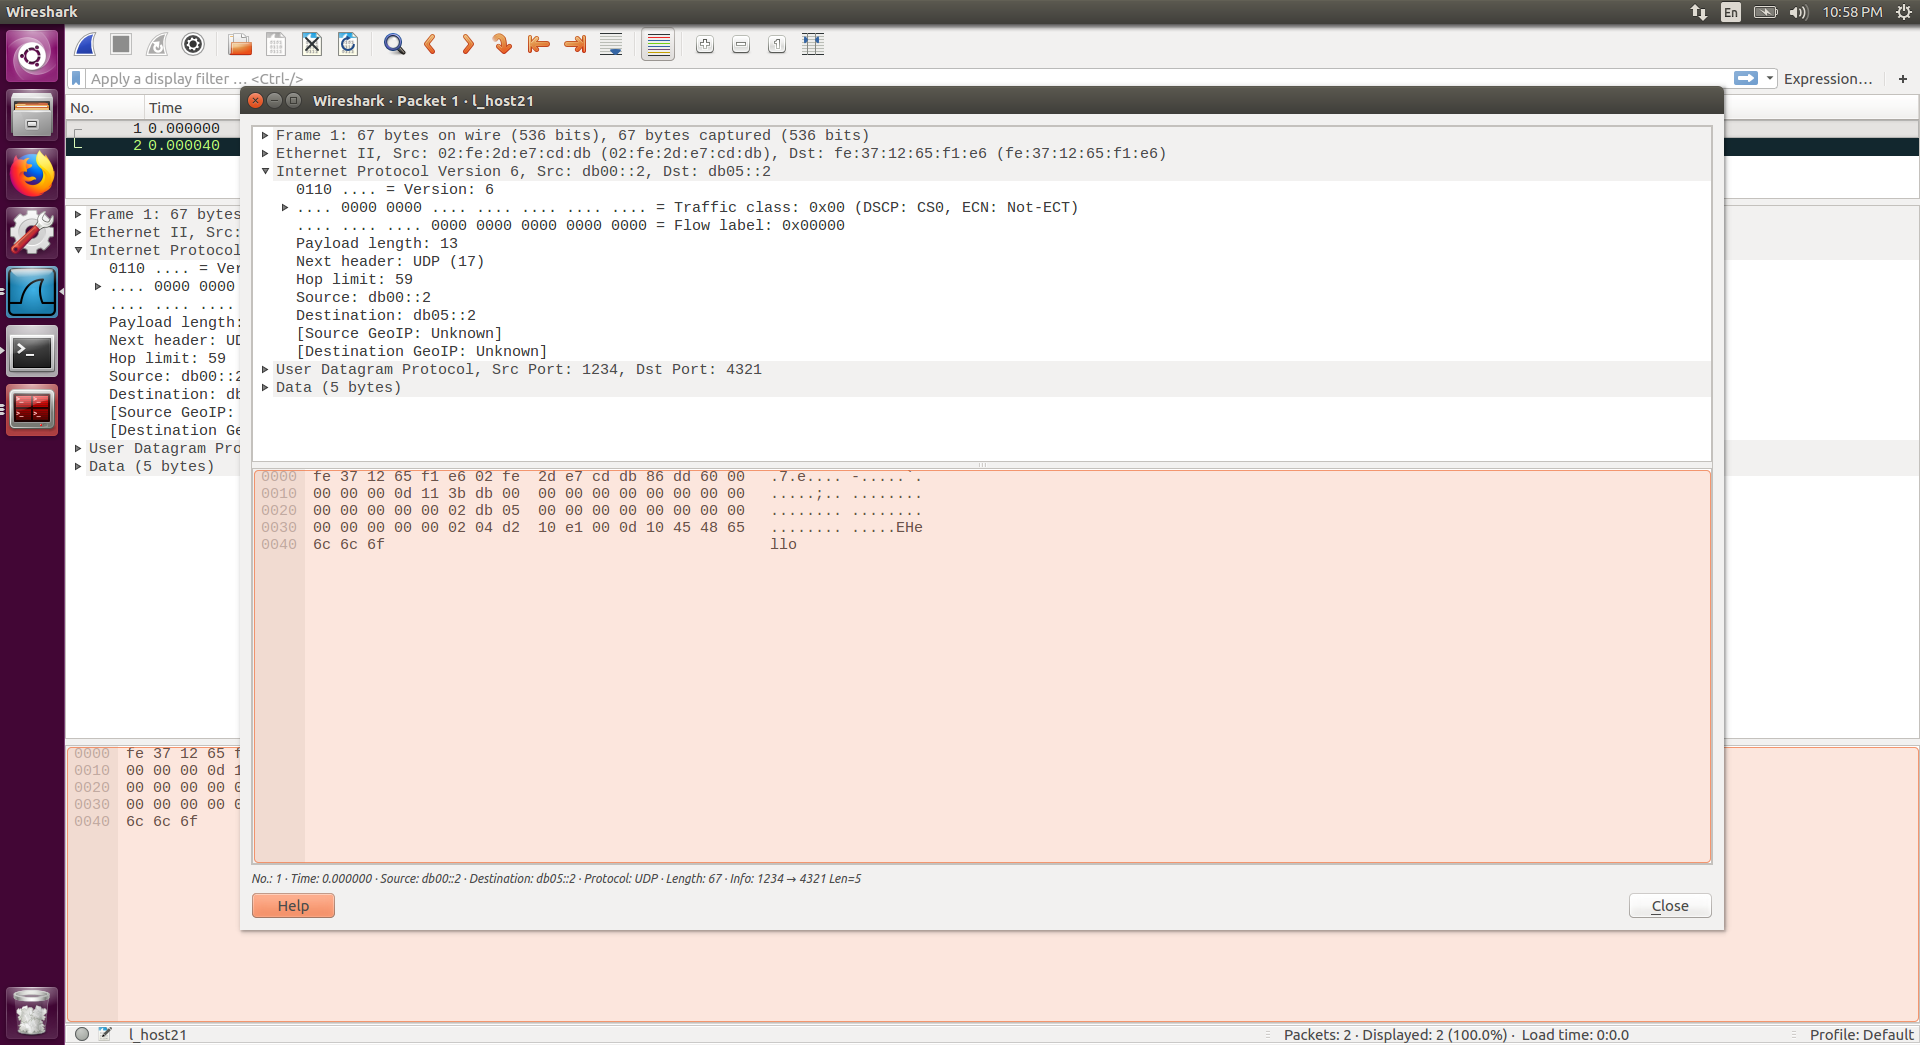 Wireshark
En
10:58 PM
Apply a display filter … <Ctrl-/>
Expression…
+
No.
Time
1 0.000000
2 0.000040
Wireshark · Packet 1 · l_host21
Frame 1: 67 bytes on wire (536 bits), 67 bytes captured (536 bits)
Ethernet II, Src: 02:fe:2d:e7:cd:db (02:fe:2d:e7:cd:db), Dst: fe:37:12:65:f1:e6 (fe:37:12:65:f1:e6)
Internet Protocol Version 6, Src: db00::2, Dst: db05::2
0110 .... = Version: 6
.... 0000 0000 .... .... .... .... .... = Traffic class: 0x00 (DSCP: CS0, ECN: Not-ECT)
.... .... .... 0000 0000 0000 0000 0000 = Flow label: 0x00000
Payload length: 13
Next header: UDP (17)
Hop limit: 59
Source: db00::2
Destination: db05::2
[Source GeoIP: Unknown]
[Destination GeoIP: Unknown]
User Datagram Protocol, Src Port: 1234, Dst Port: 4321
Data (5 bytes)
0000 fe 37 12 65 f1 e6 02 fe 2d e7 cd db 86 dd 60 00 .7.e.... -.....`.
0010 00 00 00 0d 11 3b db 00 00 00 00 00 00 00 00 00 .....;.. ........
0020 00 00 00 00 00 02 db 05 00 00 00 00 00 00 00 00 ........ ........
0030 00 00 00 00 00 02 04 d2 10 e1 00 0d 10 45 48 65 ........ .....EHe
0040 6c 6c 6f llo
No.: 1 · Time: 0.000000 · Source: db00::2 · Destination: db05::2 · Protocol: UDP · Length: 67 · Info: 1234 → 4321 Len=5
Help
Close
Frame 1: 67 bytes
Ethernet II, Src:
Internet Protocol
0110 .... = Ver
.... 0000 0000
.... .... ....
Payload length:
Next header: UD
Hop limit: 59
Source: db00::2
Destination: db
[Source GeoIP:
[Destination Ge
User Datagram Pro
Data (5 bytes)
0000 fe 37 12 65 f
0010 00 00 00 0d 1
0020 00 00 00 00 0
0030 00 00 00 00 0
0040 6c 6c 6f
l_host21
Packets: 2 · Displayed: 2 (100.0%) · Load time: 0:0.0
Profile: Default